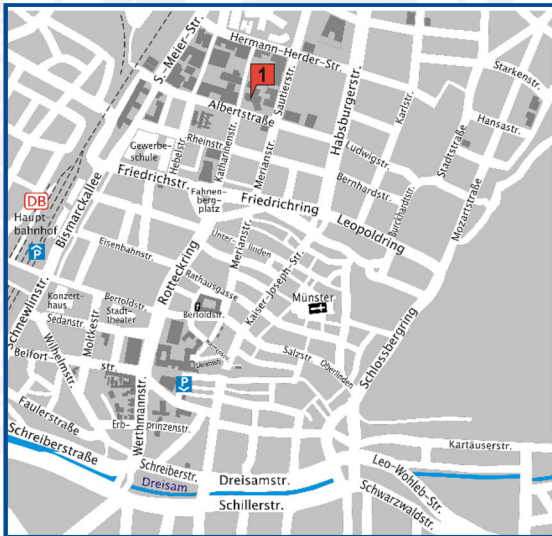 S.-Meier-Str.
Hermann-Herder-Str.
1
Sautierstr.
Habsburgerstr.
Karlstr.
Starkenstr.
Hansastr.
Albertstraße
Stadtstraße
Gewerbe-
schule
Hebelstr.
Rheinstr.
Katharinenstr.
Merianstr.
Ludwigstr.
Bernhardstr.
Burckhardtstr.
Mozartstraße
Friedrichstr.
Fahnen-
berg-
platz
Friedrichring
Leopoldring
DB
Haupt-
bahnhof
P
Bismarckallee
Eisenbahnstr.
Rotteckring
Unter-linden
Merianstr.
Rathausgasse
Kaiser-Joseph-Str.
Münster
Schnewlinstr.
Konzert-
haus
Bertoldstr.
Stadt-
theater
Sedanstr.
Moltkestr.
Bertoldstr.
Salzstr.
Oberlinden
Schlossbergring
Belfort-
str.
Wilhelmstr.
P
Werthmannstr.
Erb-
prinzenstr.
Faulerstraße
Schreiberstraße
Schreiberstr.
Dreisam
Dreisamstr.
Schillerstr.
Kartäuserstr.
Leo-Wohleb-Str.
Schwarzwaldstr.